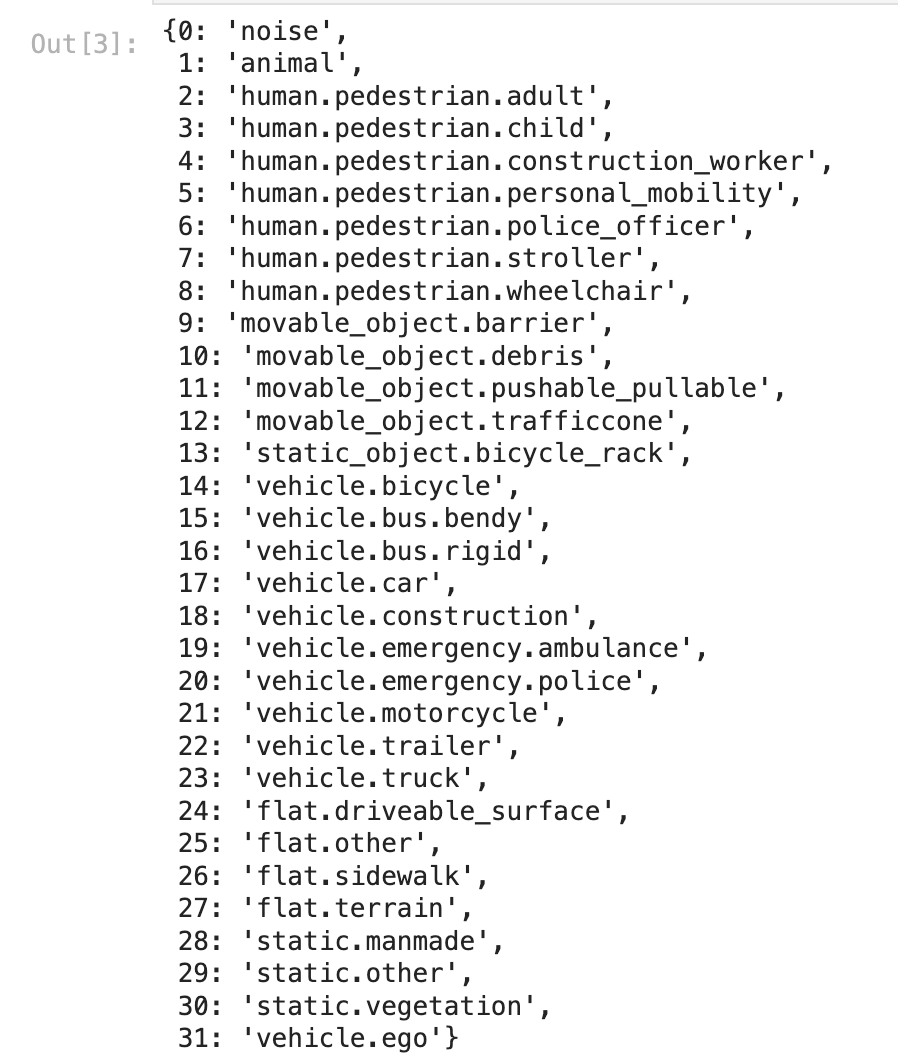 Out[3]: {0: 'noise',
1: 'animal',
2: 'human.pedestrian.adult',
3: 'human.pedestrian.child',
4: 'human.pedestrian.construction_worker',
5: 'human.pedestrian.personal_mobility',
6: 'human.pedestrian.police_officer',
7: 'human.pedestrian.stroller',
8: 'human.pedestrian.wheelchair',
9: 'movable_object.barrier',
10: 'movable_object.debris',
11: 'movable_object.pushable_pullable',
12: 'movable_object.trafficcone',
13: 'static_object.bicycle_rack',
14: 'vehicle.bicycle',
15: 'vehicle.bus.bendy',
16: 'vehicle.bus.rigid',
17: 'vehicle.car',
18: 'vehicle.construction',
19: 'vehicle.emergency.ambulance',
20: 'vehicle.emergency.police',
21: 'vehicle.motorcycle',
22: 'vehicle.trailer',
23: 'vehicle.truck',
24: 'flat.driveable_surface',
25: 'flat.other',
26: 'flat.sidewalk',
27: 'flat.terrain',
28: 'static.manmade',
29: 'static.other',
30: 'static.vegetation',
31: 'vehicle.ego'}